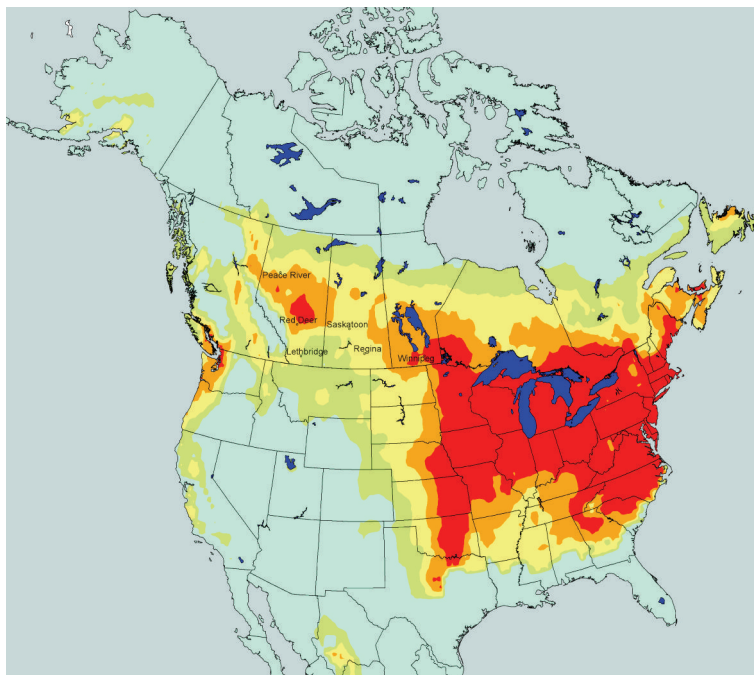 Peace River
Red Deer
Saskatoon
Lethbridge
Regina
Winnipeg